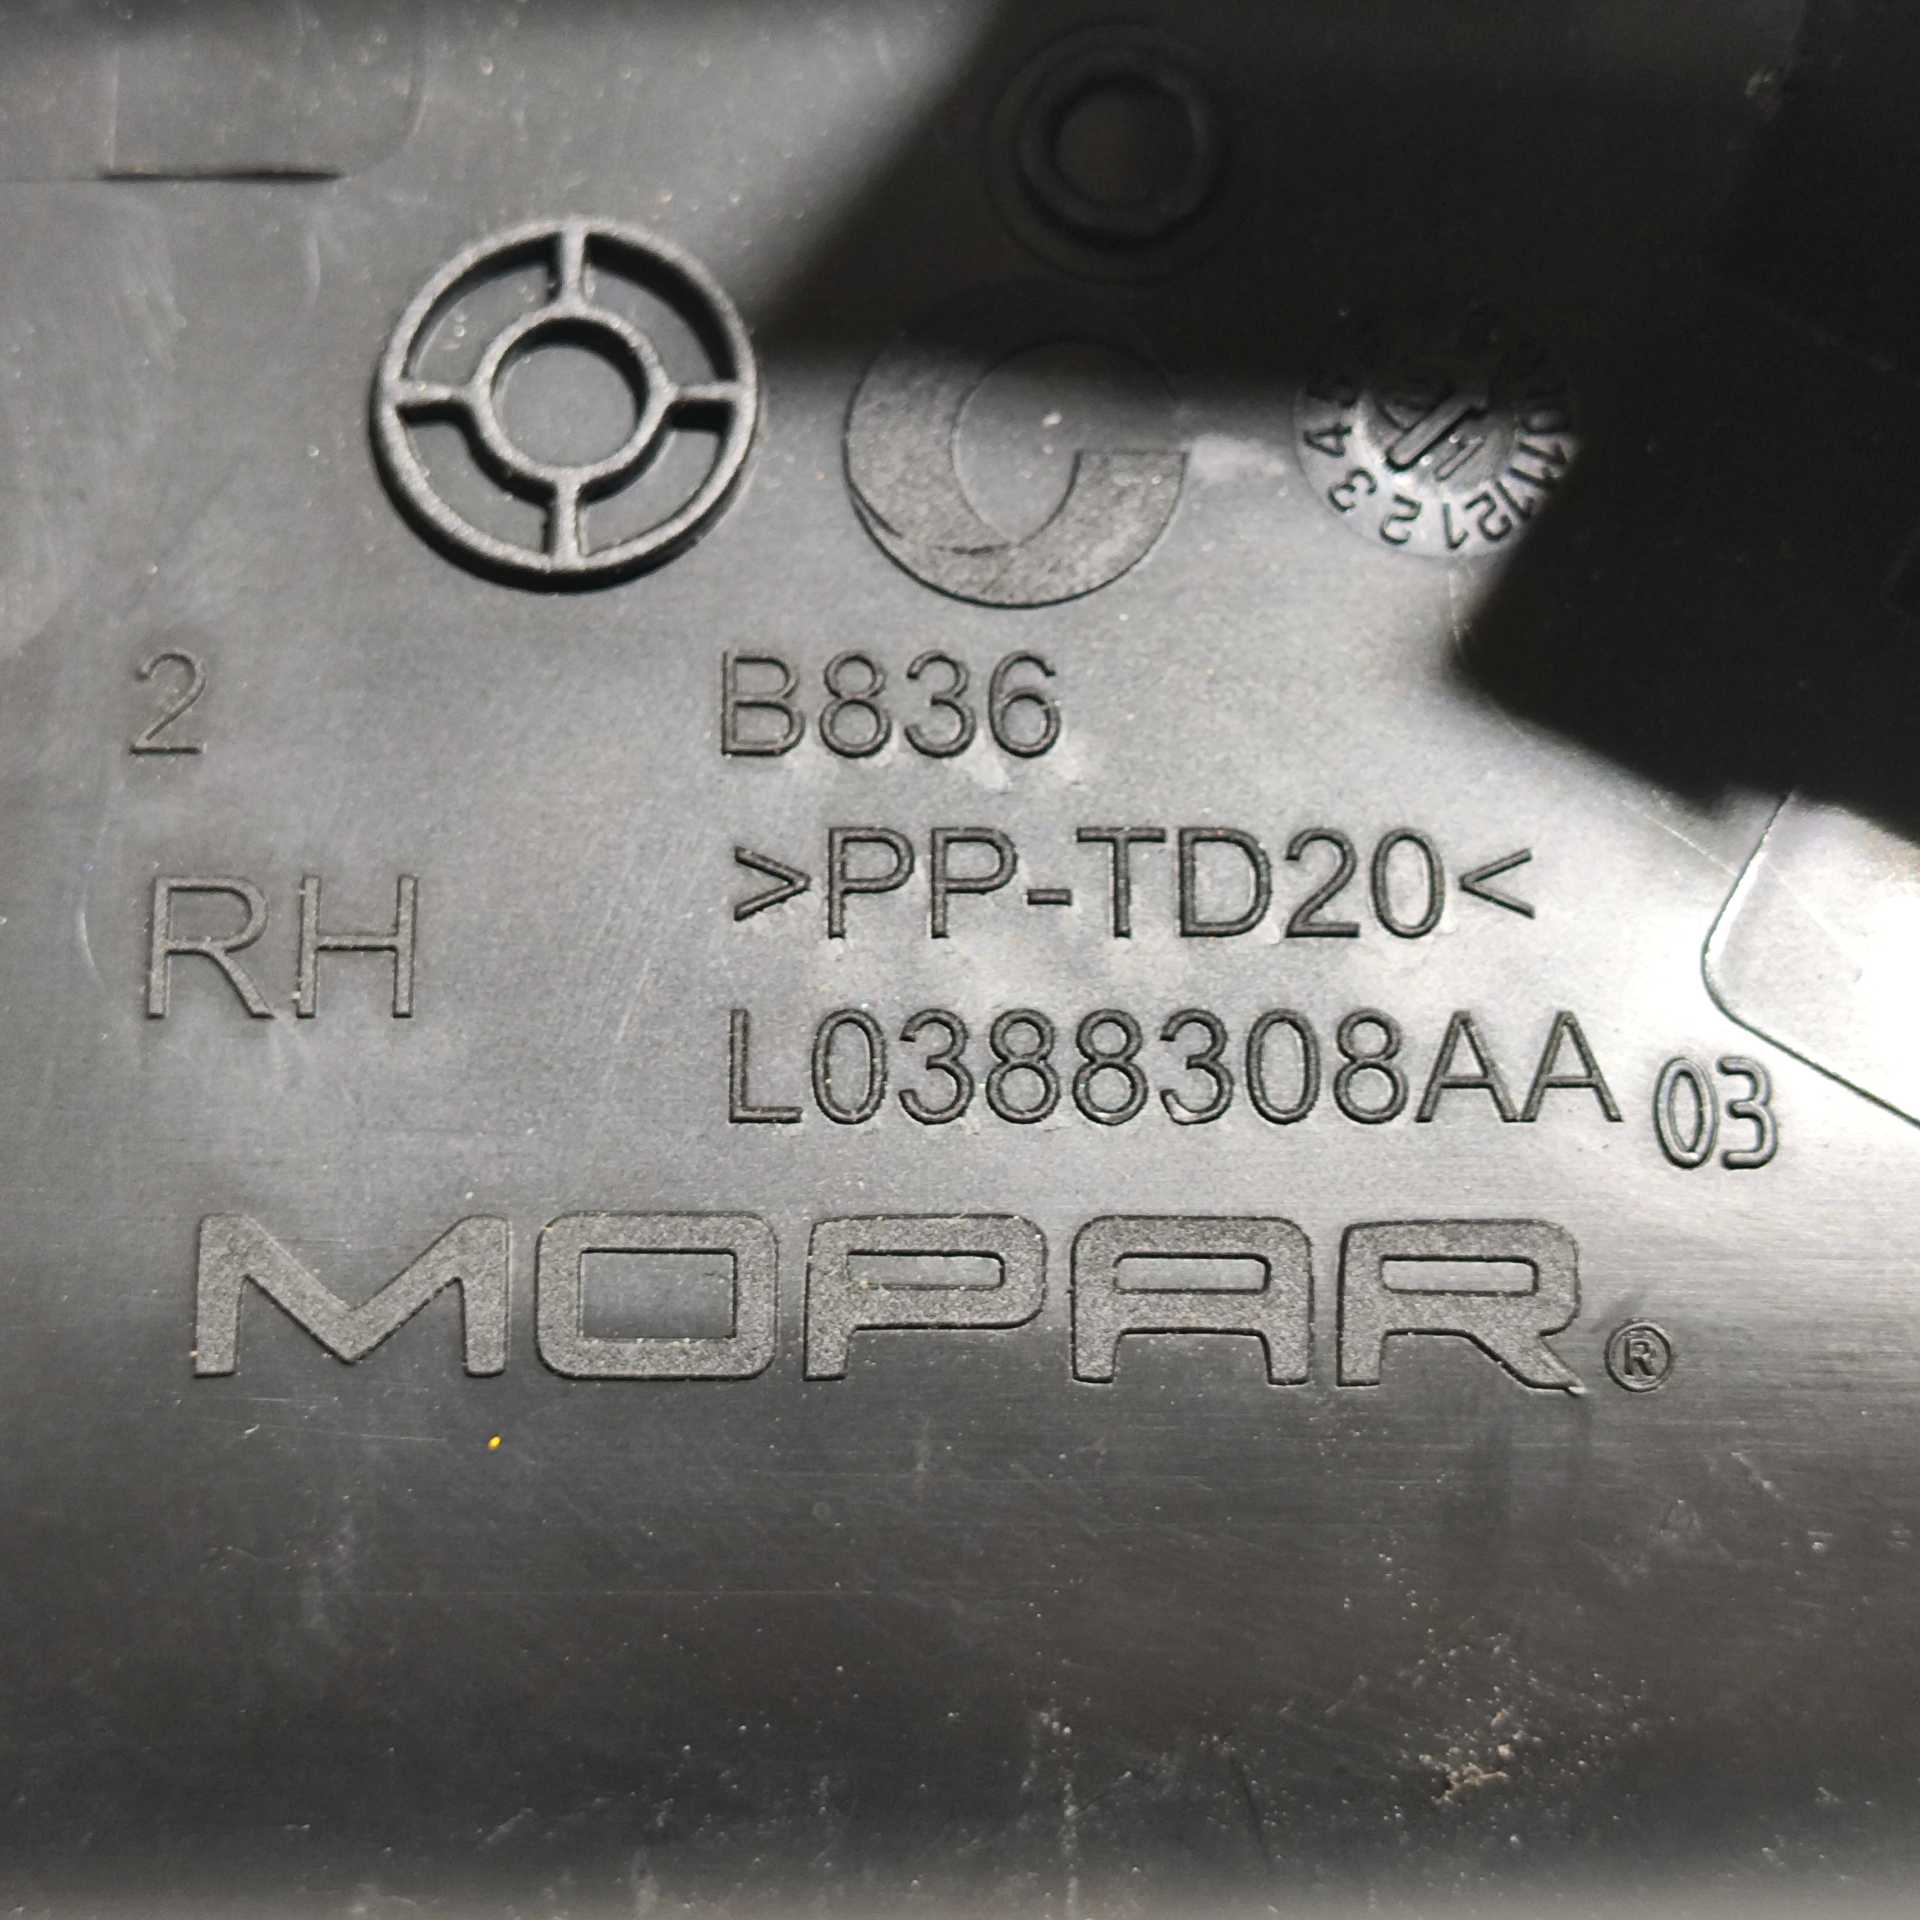 C
2 B836
>PP-TD20<
RH
L0388308AA 03
MOPAR®